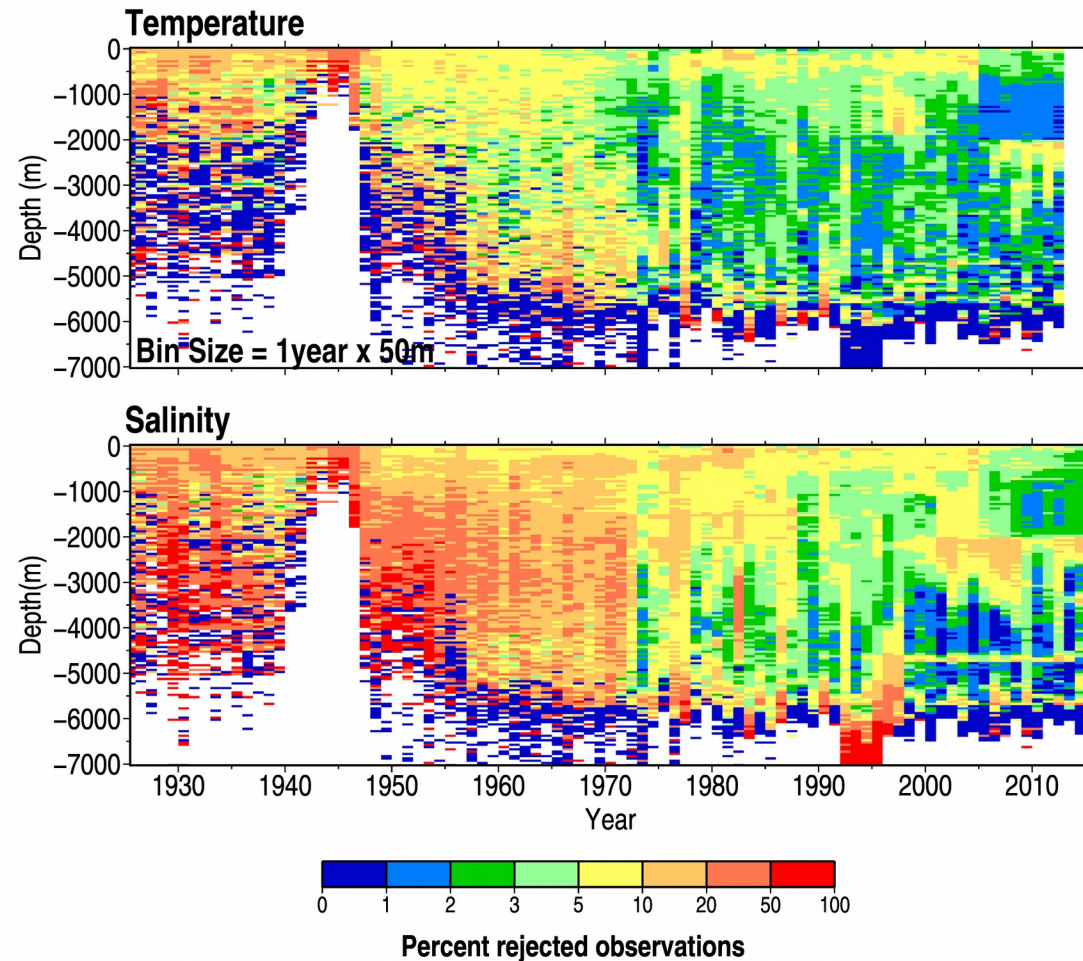 Temperature
0
−1000
−2000
−3000
−4000
−5000
−6000
−7000
Depth (m)
Bin Size = 1year x 50m
Salinity
0
−1000
−2000
−3000
−4000
−5000
−6000
−7000
Depth(m)
1930 1940 1950 1960 1970 1980 1990 2000 2010
Year
0 1 2 3 5 10 20 50 100
Percent rejected observations